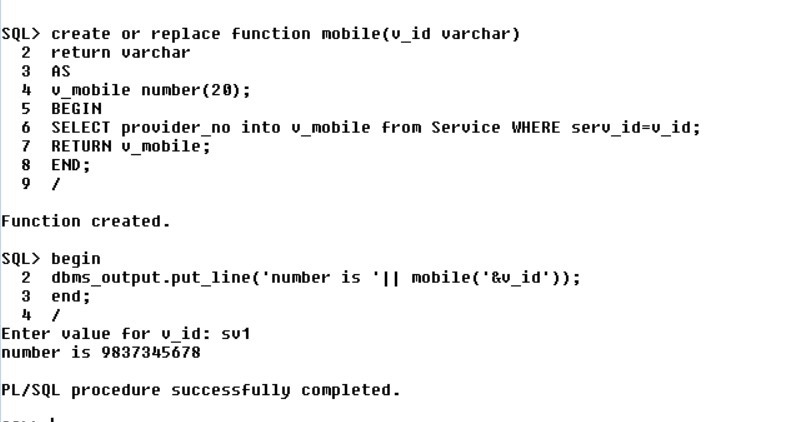 SQL> create or replace function mobile(v_id varchar)
2 return varchar
3 AS
4 v_mobile number(20);
5 BEGIN
6 SELECT provider_no into v_mobile from Service WHERE serv_id=v_id;
7 RETURN v_mobile;
8 END;
9 /
Function created.
SQL> begin
2 dbms_output.put_line('number is '|| mobile('&v_id'));
3 end;
4 /
Enter value for v_id: sv1
number is 9837345678
PL/SQL procedure successfully completed.